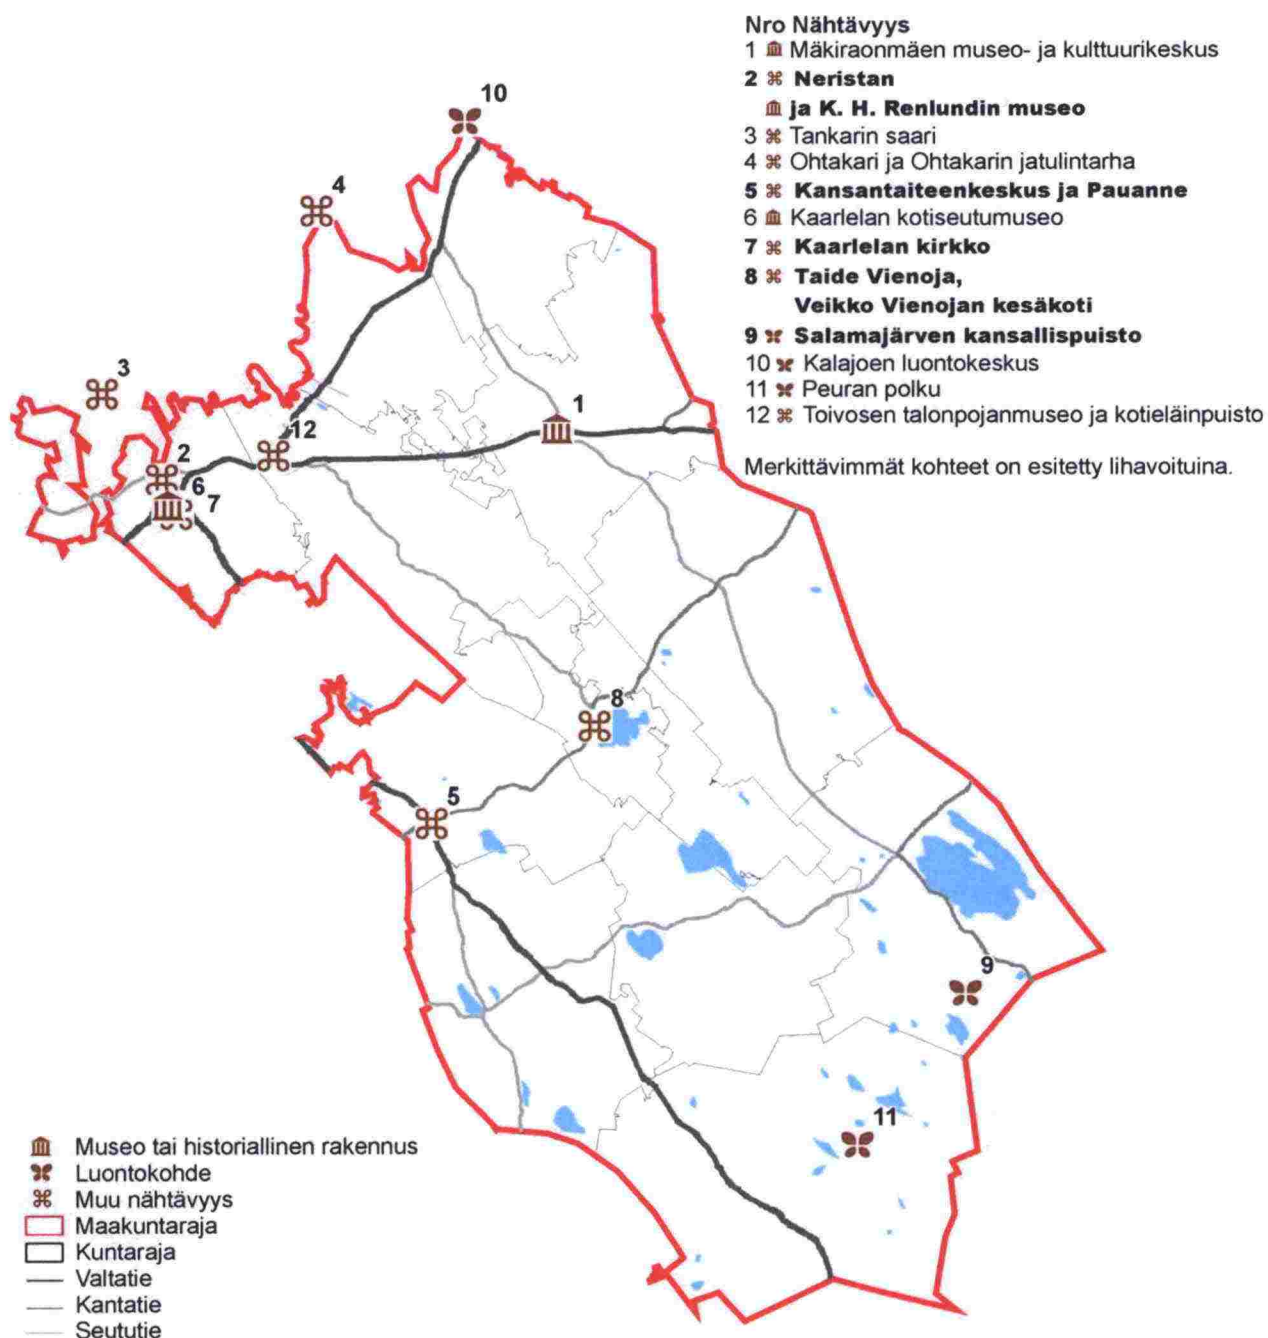 Nro Nähtävyys
1 Mäkiraonmäen museo- ja kulttuurikeskus
2 Neristan
ja K. H. Renlundin museo
3 Tankarin saari
4 Ohtakari ja Ohtakarin jatulintarha
5 Kansantaiteenkeskus ja Pauanne
6 Kaarlelan kotiseutumuseo
7 Kaarlelan kirkko
8 Taide Vienoja,
Veikko Vienojan kesäkoti
9 Salamajärven kansallispuisto
10 Kalajoen luontokeskus
11 Peuran polku
12 Toivosen talonpojanmuseo ja kotieläinpuisto
Merkittävimmät kohteet on esitetty lihavoituina.
10
4
3
1
12
2
6
7
8
5
9
11
Museo tai historiallinen rakennus
Luontokohde
Muu nähtävyys
Maakuntaraja
Kuntaraja
Valtatie
Kantatie
Seututie